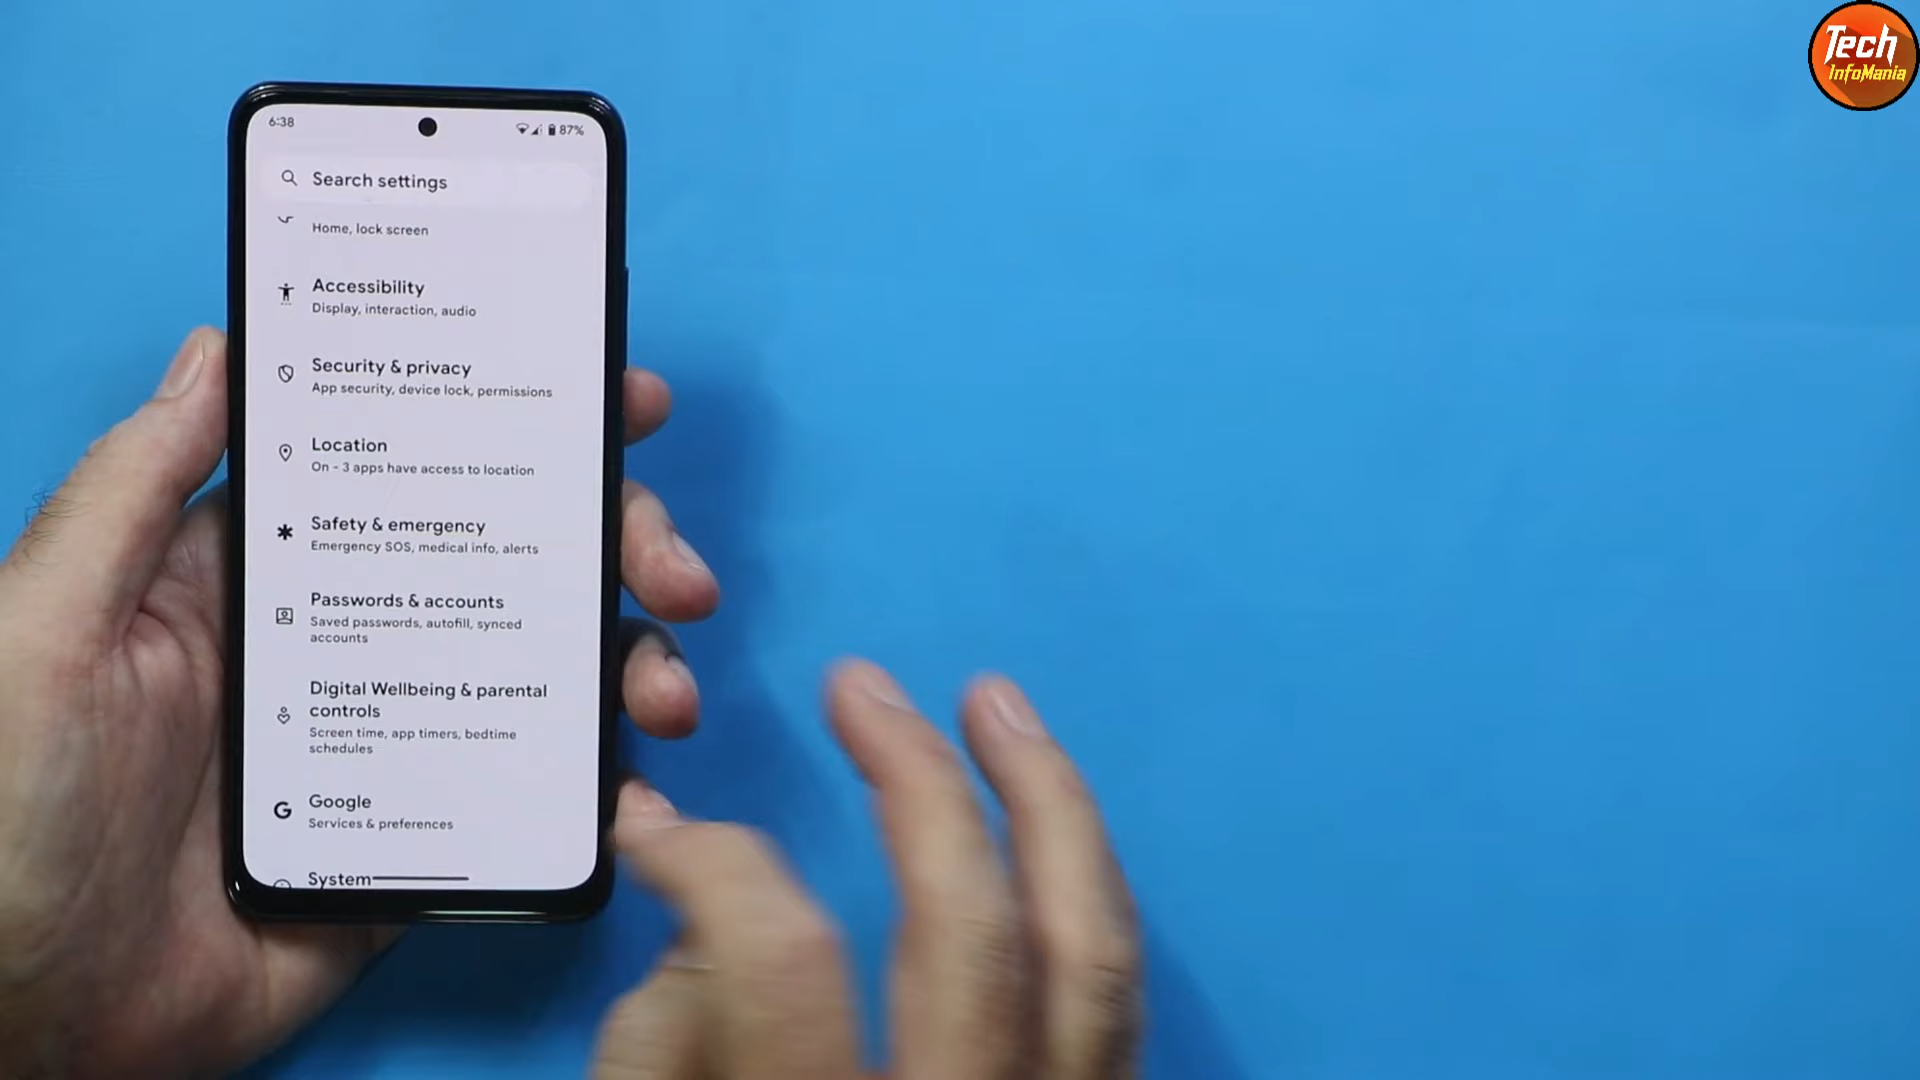 Tech
InfoMania
6:38
87%
Search settings
Home, lock screen
Accessibility
Display, interaction, audio
Security & privacy
App security, device lock, permissions
Location
On - 3 apps have access to location
Safety & emergency
Emergency SOS, medical info, alerts
Passwords & accounts
Saved passwords, autofill, synced
accounts
Digital Wellbeing & parental
controls
Screen time, app timers, bedtime
schedules
Google
Services & preferences
System